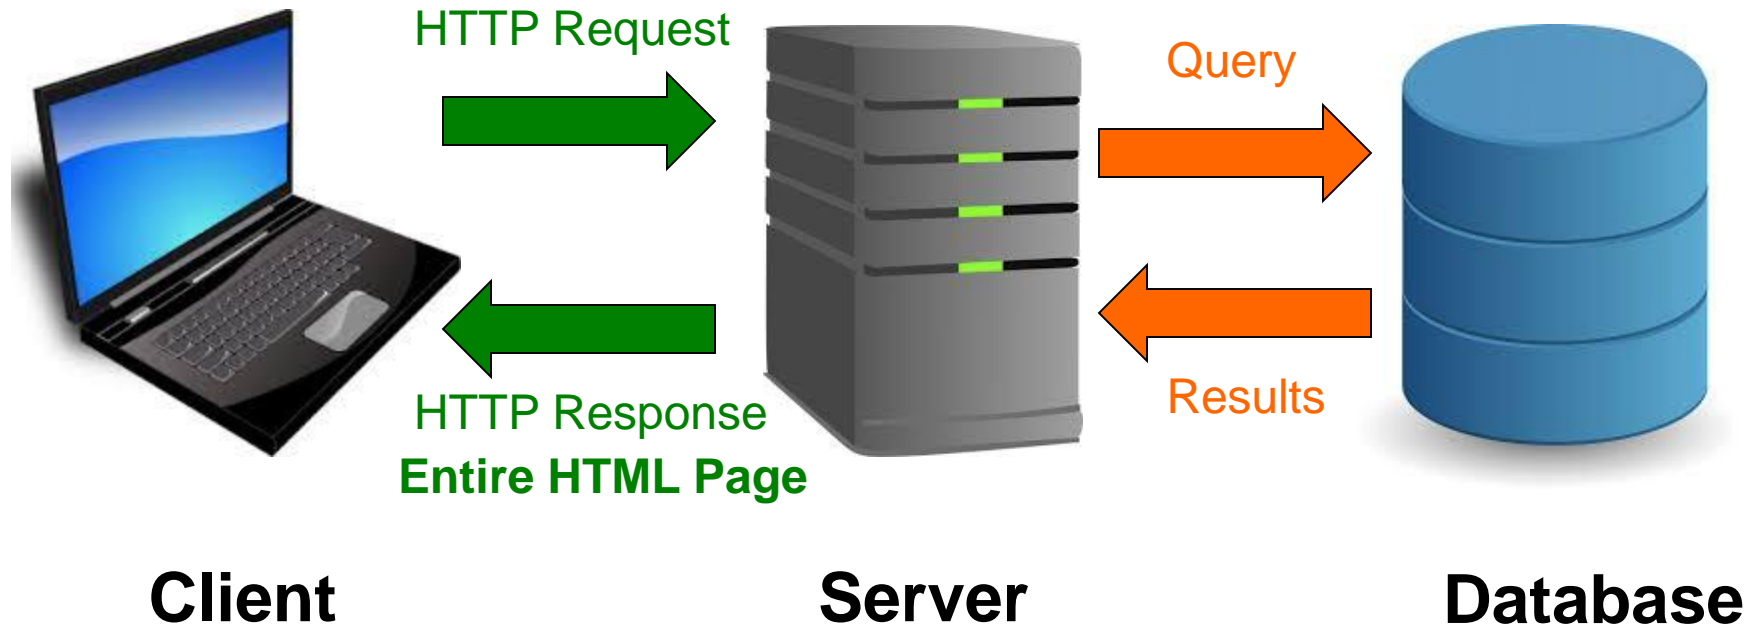 HTTP Request
Query
HTTP Response
Entire HTML Page
Results
Client
Server
Database